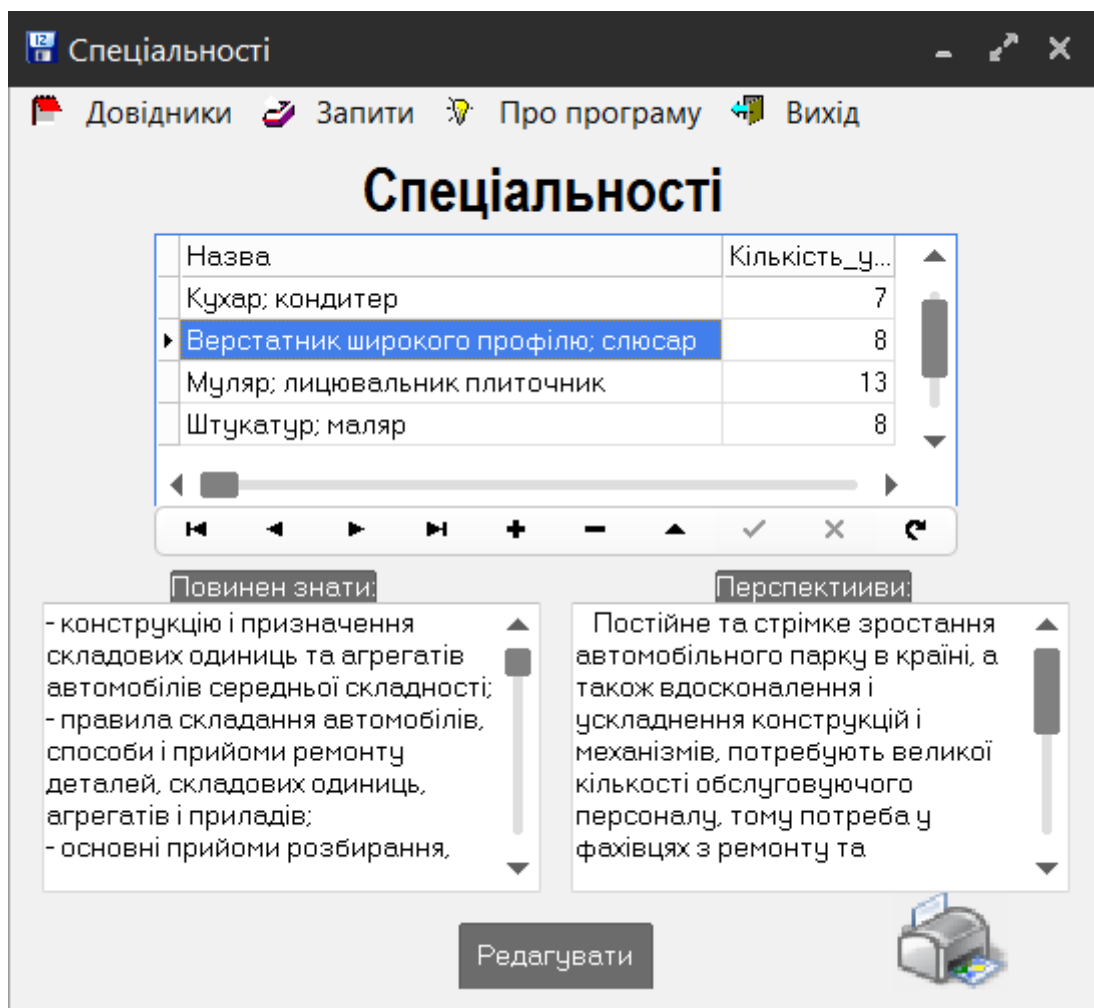 Спеціальності
Довідники Запити Про програму Вихід
Спеціальності
Назва Кількість_у...
Кухар; кондитер 7
Верстатник широкого профілю; слюсар 8
Муляр; лицювальник плиточник 13
Штукатур; маляр 8
Повинен знати:
- конструкцію і призначення
складових одиниць та агрегатів
автомобілів середньої складності;
- правила складання автомобілів,
способи і прийоми ремонту
деталей, складових одиниць,
агрегатів і приладів;
- основні прийоми розбирання,
Перспектииви:
Постійне та стрімке зростання
автомобільного парку в країні, а
також вдосконалення і
ускладнення конструкцій і
механізмів, потребують великої
кількості обслуговуючого
персоналу, тому потреба у
фахівцях з ремонту та
Редагувати